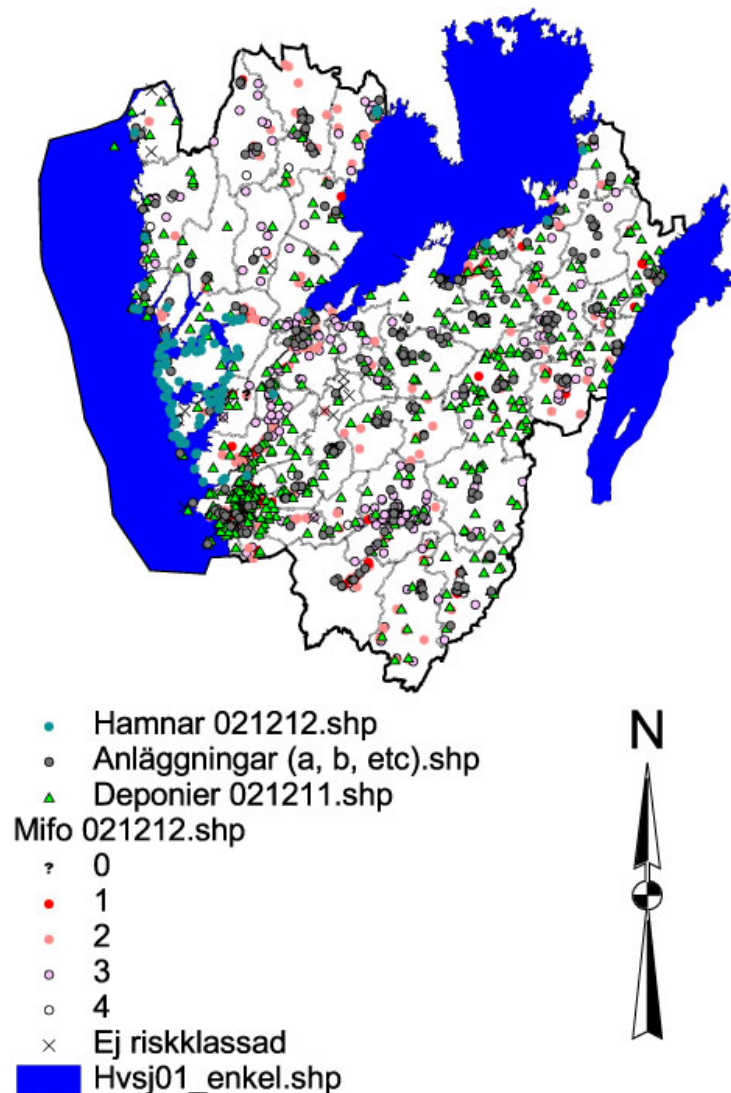 Hamnar 021212.shp
Anläggningar (a, b, etc).shp
Deponier 021211.shp
Mifo 021212.shp
? 0
1
2
3
4
Ej riskklassad
Hvsj01_enkel.shp
N